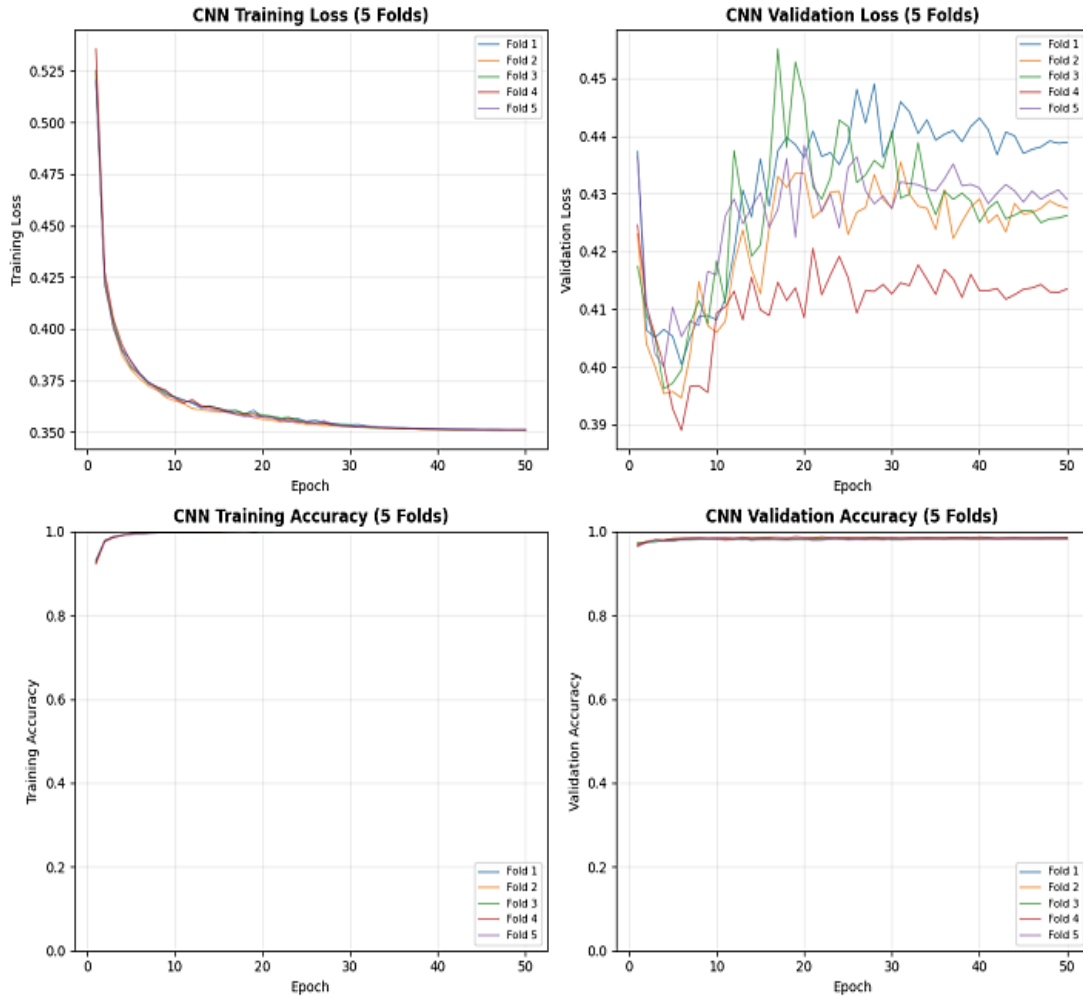 CNN Training Loss (5 Folds)
Training Loss
0.525
0.500
0.475
0.450
0.425
0.400
0.375
0.350
0
10
20
30
40
50
Epoch
Fold 1
Fold 2
Fold 3
Fold 4
Fold 5
CNN Validation Loss (5 Folds)
Validation Loss
0.45
0.44
0.43
0.42
0.41
0.40
0.39
0
10
20
30
40
50
Epoch
Fold 1
Fold 2
Fold 3
Fold 4
Fold 5
CNN Training Accuracy (5 Folds)
Training Accuracy
1.0
0.8
0.6
0.4
0.2
0.0
0
10
20
30
40
50
Epoch
Fold 1
Fold 2
Fold 3
Fold 4
Fold 5
CNN Validation Accuracy (5 Folds)
Validation Accuracy
1.0
0.8
0.6
0.4
0.2
0.0
0
10
20
30
40
50
Epoch
Fold 1
Fold 2
Fold 3
Fold 4
Fold 5